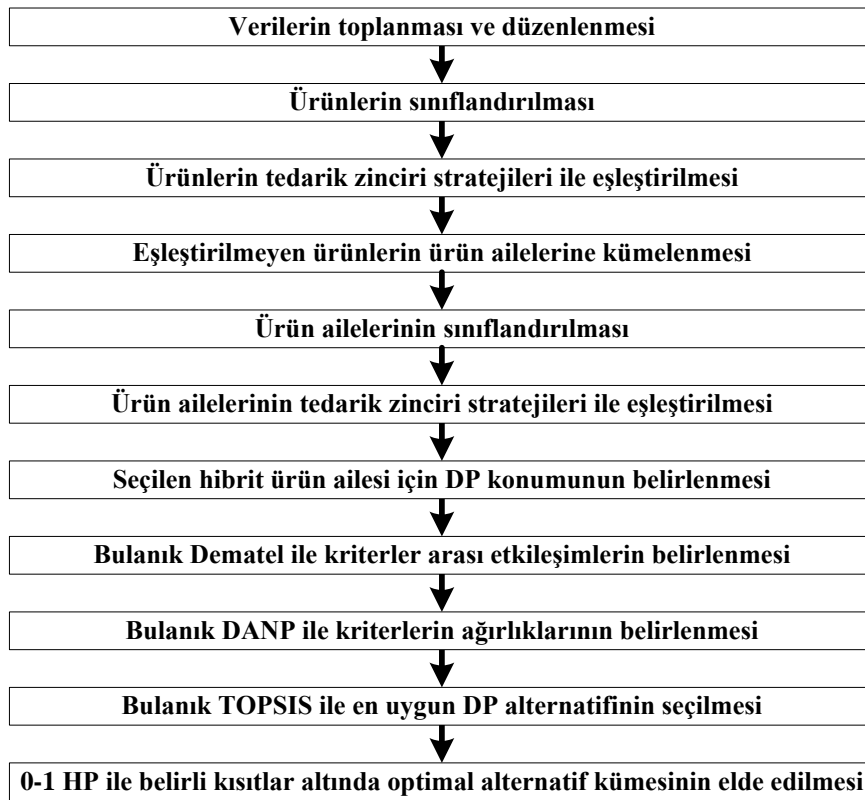 Verilerin toplanması ve düzenlenmesi
Ürünlerin sınıflandırılması
Ürünlerin tedarik zinciri stratejileri ile eşleştirilmesi
Eşleştirilmeyen ürünlerin ürün ailelerine kümelenmesi
Ürün ailelerinin sınıflandırılması
Ürün ailelerinin tedarik zinciri stratejileri ile eşleştirilmesi
Seçilen hibrit ürün ailesi için DP konumunun belirlenmesi
Bulanık Dematel ile kriterler arası etkileşimlerin belirlenmesi
Bulanık DANP ile kriterlerin ağırlıklarının belirlenmesi
Bulanık TOPSIS ile en uygun DP alternatifinin seçilmesi
0-1 HP ile belirli kısıtlar altında optimal alternatif kümesinin elde edilmesi